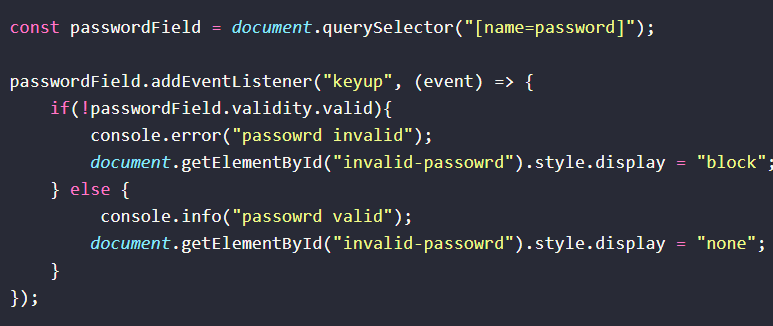 const passwordField = document.querySelector("[name=password]");
passwordField.addEventListener("keyup", (event) => {
if(!passwordField.validity.valid){
console.error("passowrd invalid");
document.getElementById("invalid-passowrd").style.display = "block";
} else {
console.info("passowrd valid");
document.getElementById("invalid-passowrd").style.display = "none";
}
});